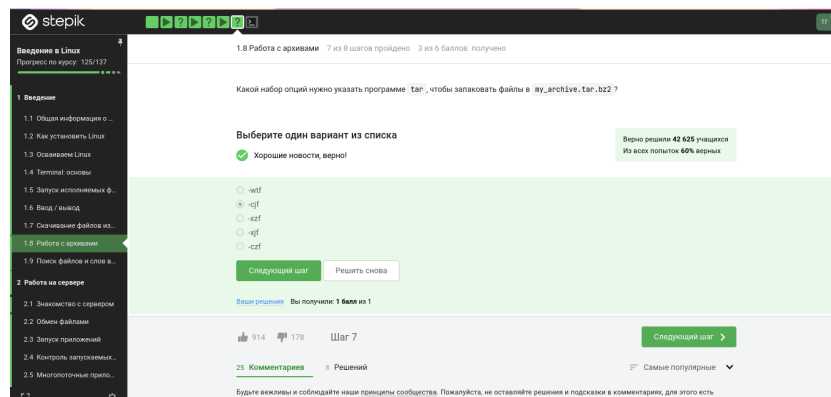 stepik
TF
Введение в Linux
Прогресс по курсу: 125/137
1 Введение
1.1 Общая информация о ...
1.2 Как установить Linux
1.3 Осваиваем Linux
1.4 Terminal: основы
1.5 Запуск исполняемых ф...
1.6 Ввод / вывод
1.7 Скачивание файлов из...
1.8 Работа с архивами
1.9 Поиск файлов и слов в...
2 Работа на сервере
2.1 Знакомство с сервером
2.2 Обмен файлами
2.3 Запуск приложений
2.4 Контроль запускаемых...
2.5 Многопоточные прило...
1.8 Работа с архивами 7 из 8 шагов пройдено 3 из 6 баллов получено
Какой набор опций нужно указать программе tar, чтобы запаковать файлы в my_archive.tar.bz2 ?
Выберите один вариант из списка
Хорошие новости, верно!
Верно решили 42 625 учащихся
Из всех попыток 60% верных
-wtf
-cjf
-xzf
-xjf
-czf
Следующий шаг Решить снова
Ваши решения Вы получили: 1 балл из 1
914 178 Шаг 7 Следующий шаг
25 Комментариев 8 Решений Самые популярные
Будьте вежливы и соблюдайте наши принципы сообщества. Пожалуйста, не оставляйте решения и подсказки в комментариях, для этого есть